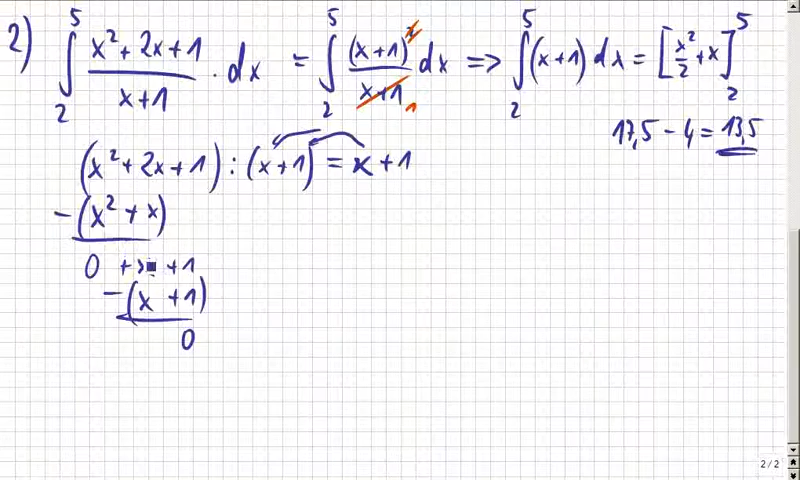 2) ∫₂⁵ (x² + 2x + 1)/(x + 1) · dx = ∫₂⁵ (x + 1)²/(x + 1) dx => ∫₂⁵ (x + 1) dx = [x²/2 + x]₂⁵
1
17,5 - 4 = 13,5
(x² + 2x + 1) : (x + 1) = x + 1
-(x² + x)
0 + x + 1
-(x + 1)
0
2/2